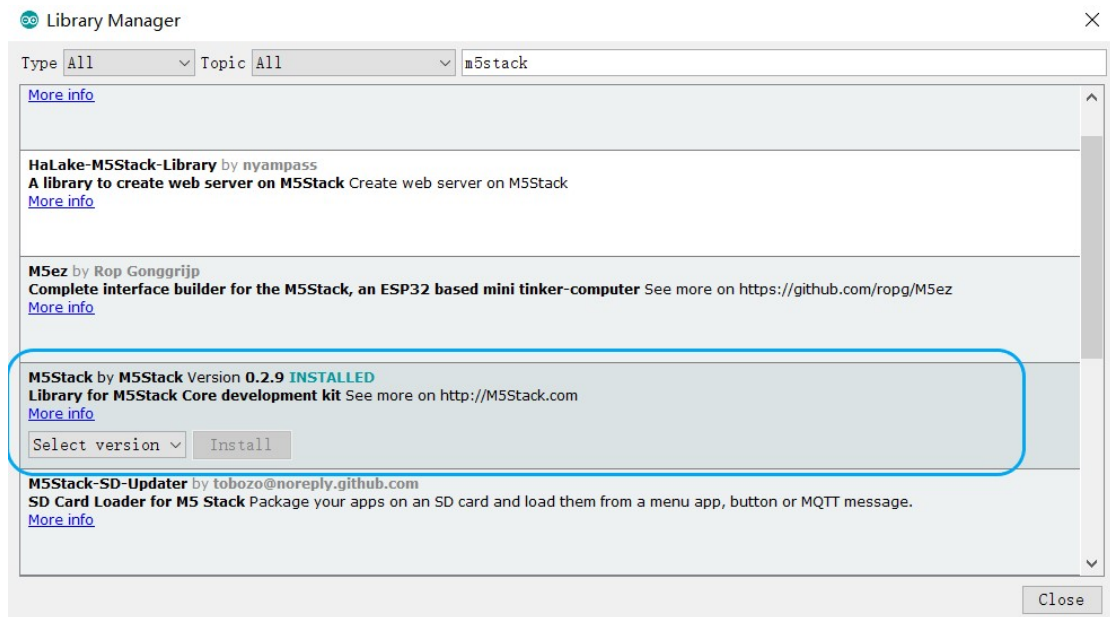 Library Manager
Type All Topic All m5stack
More info
HaLake-M5Stack-Library by nyampass
A library to create web server on M5Stack Create web server on M5Stack
More info
M5ez by Rop Gonggrijp
Complete interface builder for the M5Stack, an ESP32 based mini tinker-computer See more on https://github.com/ropg/M5ez
More info
M5Stack by M5Stack Version 0.2.9 INSTALLED
Library for M5Stack Core development kit See more on http://M5Stack.com
More info
Select version Install
M5Stack-SD-Updater by tobozo@noreply.github.com
SD Card Loader for M5 Stack Package your apps on an SD card and load them from a menu app, button or MQTT message.
More info
Close